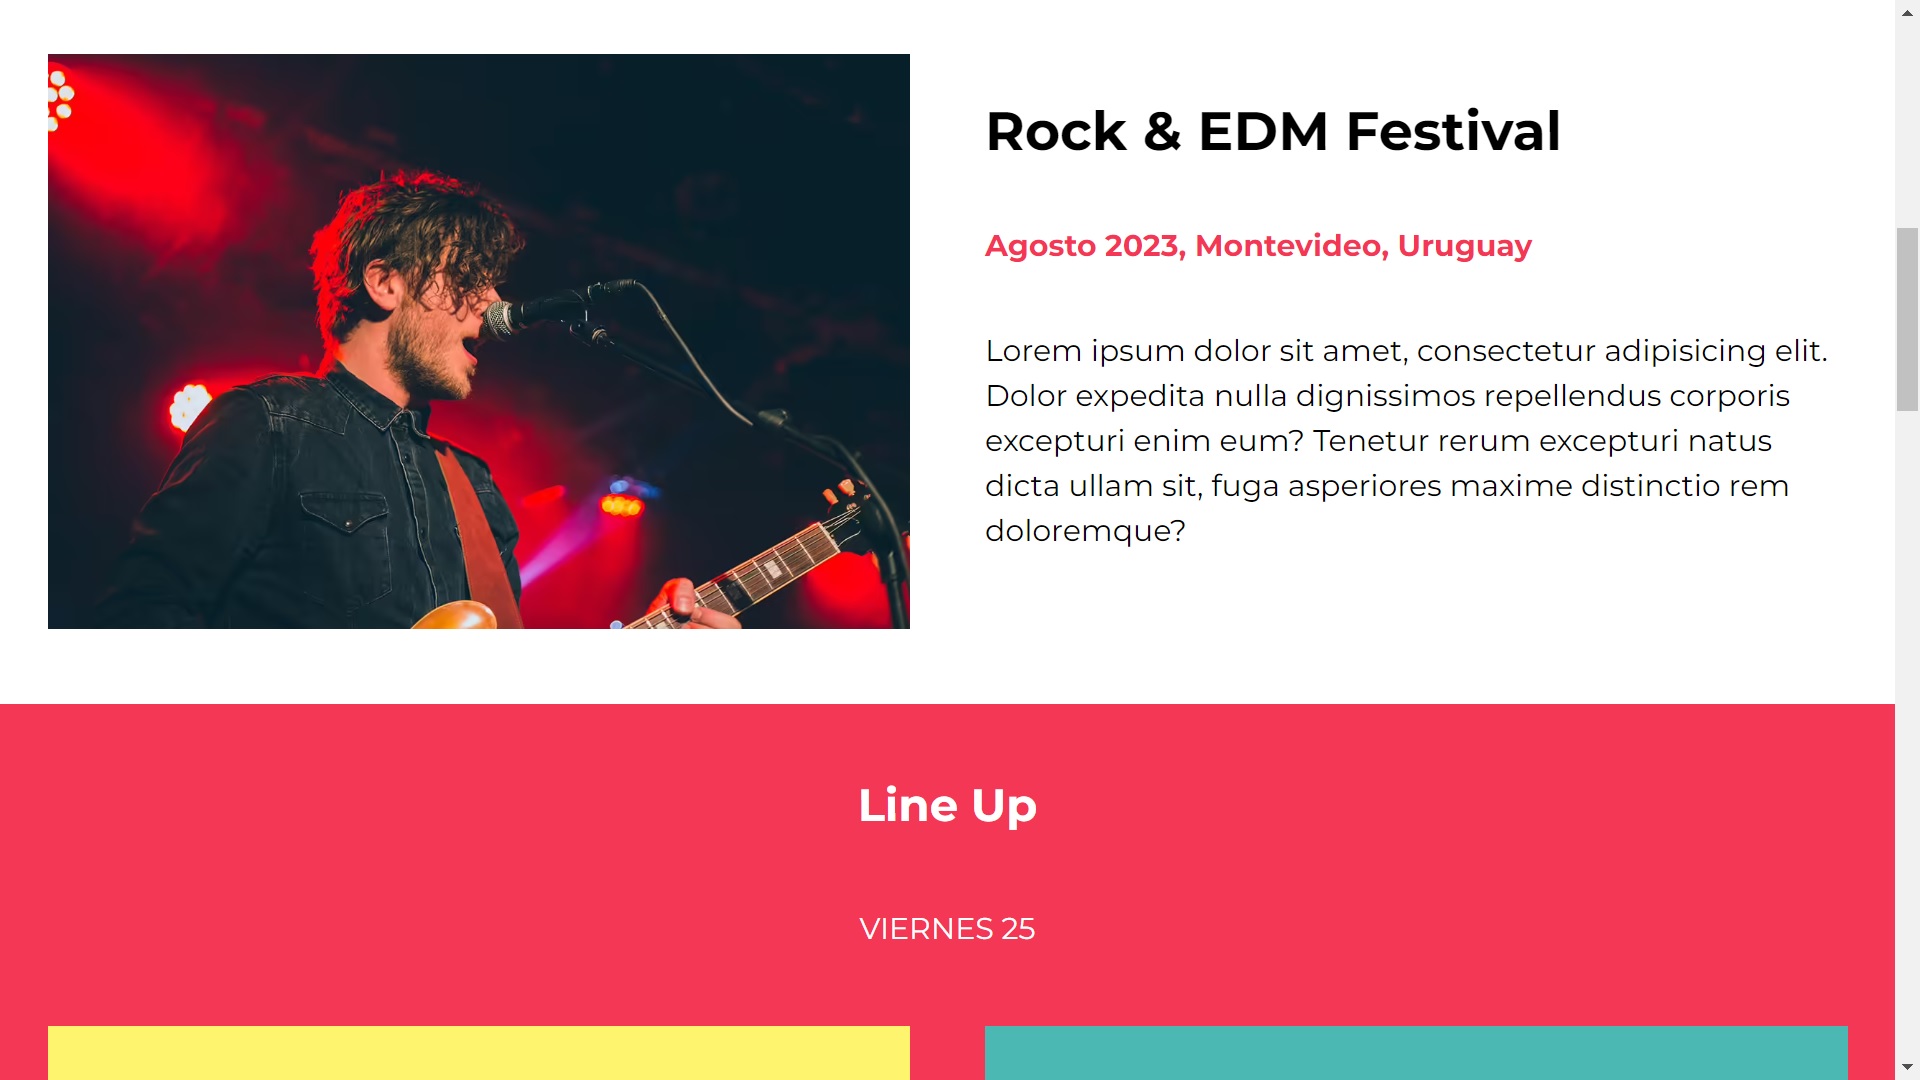 Rock & EDM Festival
Agosto 2023, Montevideo, Uruguay
Lorem ipsum dolor sit amet, consectetur adipisicing elit.
Dolor expedita nulla dignissimos repellendus corporis
excepturi enim eum? Tenetur rerum excepturi natus
dicta ullam sit, fuga asperiores maxime distinctio rem
doloremque?
Line Up
VIERNES 25